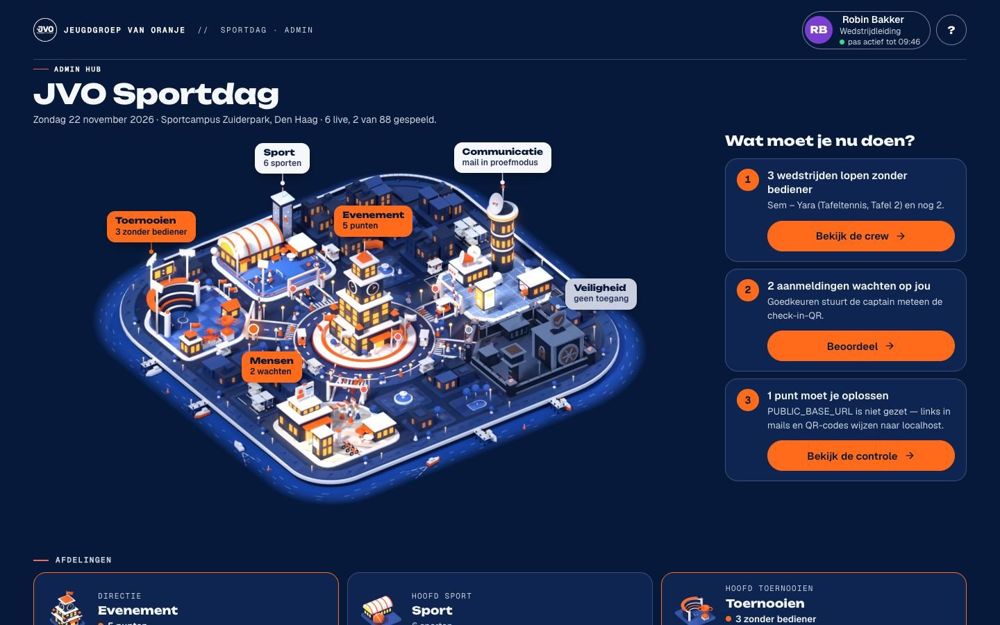 JVO
JEUGDGROEP VAN ORANJE // SPORTDAG · ADMIN
RB
Robin Bakker
Wedstrijdleiding
pas actief tot 09:46
?
ADMIN HUB
JVO Sportdag
Zondag 22 november 2026 · Sportcampus Zuiderpark, Den Haag · 6 live, 2 van 88 gespeeld.
Sport
6 sporten
Communicatie
mail in proefmodus
Toernooien
3 zonder bediener
Evenement
5 punten
Veiligheid
geen toegang
Mensen
2 wachten
Wat moet je nu doen?
1
3 wedstrijden lopen zonder
bediener
Sem – Yara (Tafeltennis, Tafel 2) en nog 2.
Bekijk de crew →
2
2 aanmeldingen wachten op jou
Goedkeuren stuurt de captain meteen de
check-in-QR.
Beoordeel →
3
1 punt moet je oplossen
PUBLIC_BASE_URL is niet gezet — links in
mails en QR-codes wijzen naar localhost.
Bekijk de controle →
AFDELINGEN
DIRECTIE
Evenement
5 punten
HOOFD SPORT
Sport
6 sporten
HOOFD TOERNOOIEN
Toernooien
3 zonder bediener